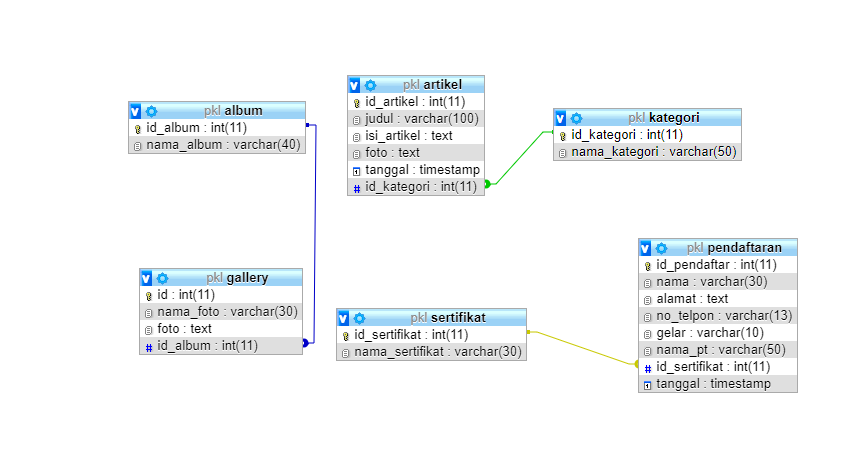 pkl album
id_album : int(11)
nama_album : varchar(40)
pkl artikel
id_artikel : int(11)
judul : varchar(100)
isi_artikel : text
foto : text
tanggal : timestamp
id_kategori : int(11)
pkl kategori
id_kategori : int(11)
nama_kategori : varchar(50)
pkl gallery
id : int(11)
nama_foto : varchar(30)
foto : text
id_album : int(11)
pkl sertifikat
id_sertifikat : int(11)
nama_sertifikat : varchar(30)
pkl pendaftaran
id_pendaftar : int(11)
nama : varchar(30)
alamat : text
no_telpon : varchar(13)
gelar : varchar(10)
nama_pt : varchar(50)
id_sertifikat : int(11)
tanggal : timestamp